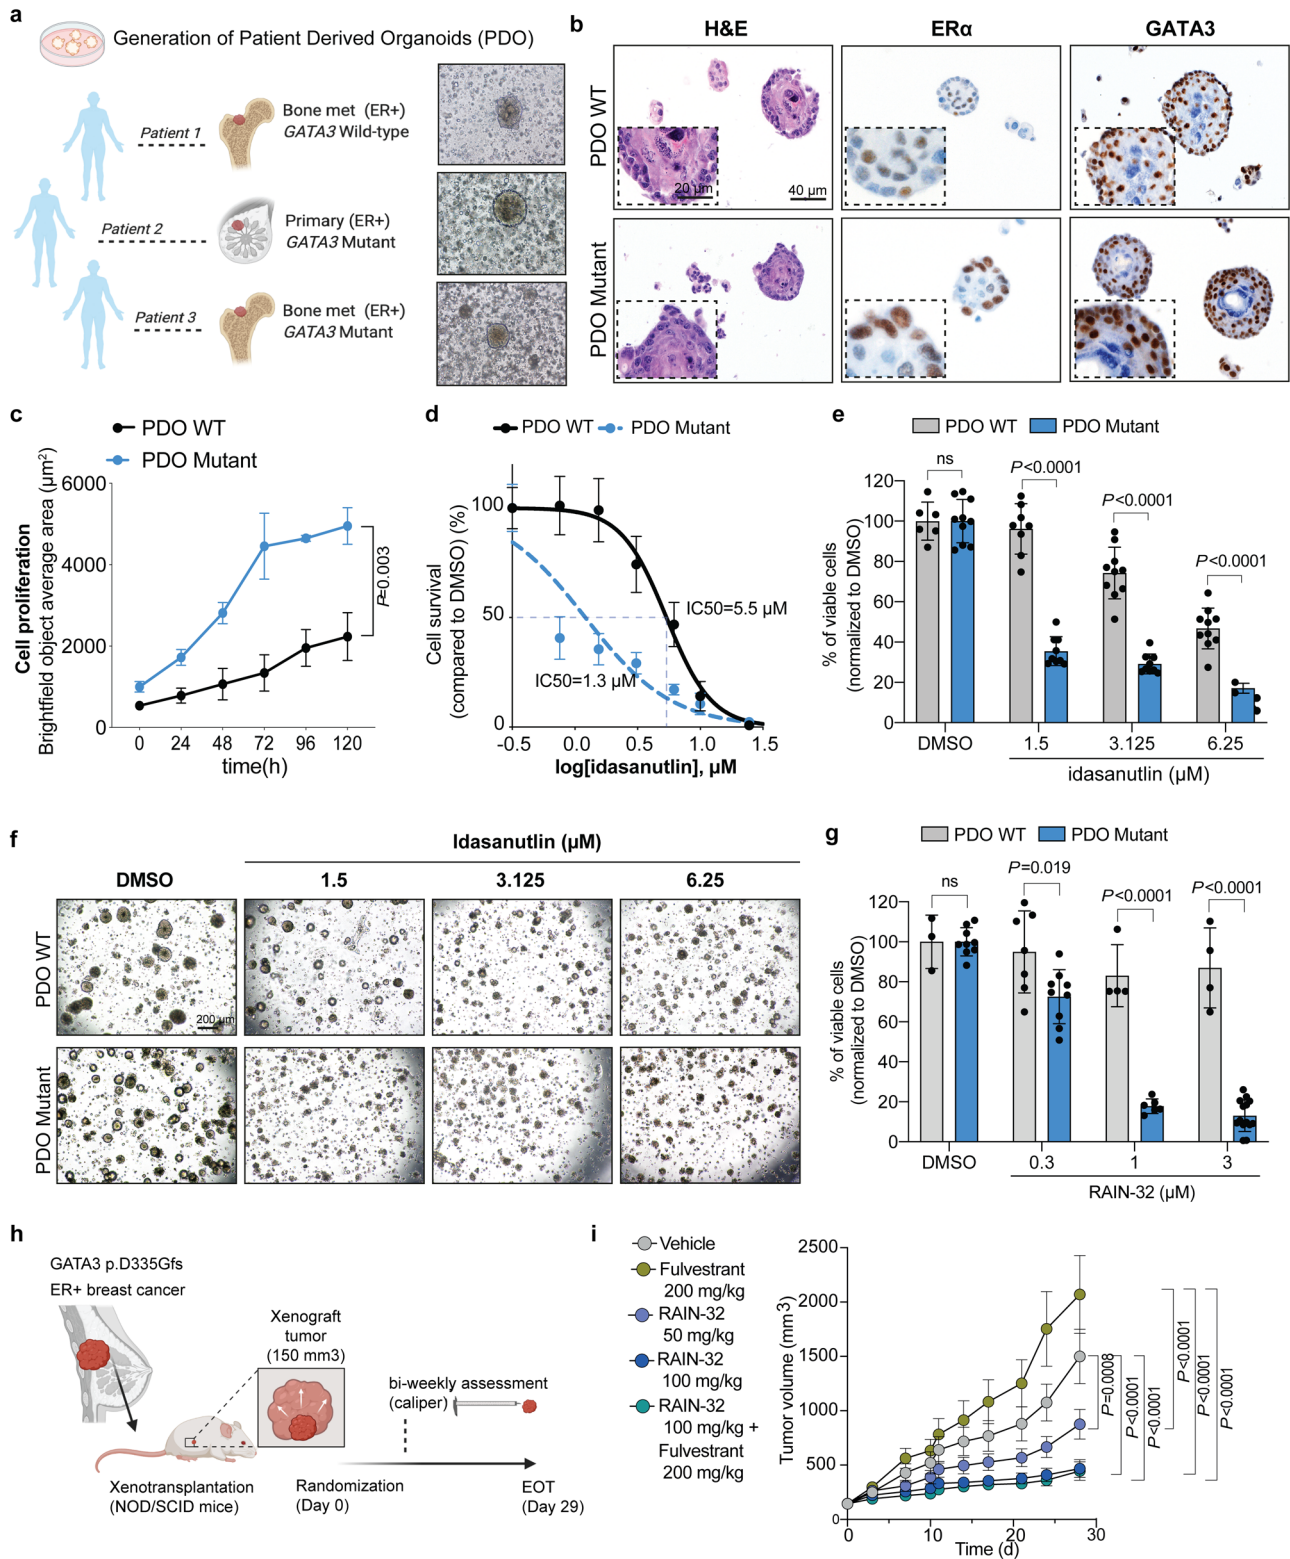 a
Generation of Patient Derived Organoids (PDO)
Patient 1
Bone met (ER+)
GATA3 Wild-type
Patient 2
Primary (ER+)
GATA3 Mutant
Patient 3
Bone met (ER+)
GATA3 Mutant
b
H&E
ERα
GATA3
PDO WT
20 µm
40 µm
PDO Mutant
c
PDO WT
PDO Mutant
Cell proliferation
Brightfield object average area (µm²)
6000
4000
2000
0
P=0.003
0 24 48 72 96 120
time(h)
d
PDO WT PDO Mutant
Cell survival
(compared to DMSO) (%)
100
50
0
IC50=5.5 µM
IC50=1.3 µM
-0.5 0.0 0.5 1.0 1.5
log[idasanutlin], µM
e
PDO WT PDO Mutant
% of viable cells
(normalized to DMSO)
120
100
80
60
40
20
0
ns
P<0.0001
P<0.0001
P<0.0001
DMSO 1.5 3.125 6.25
idasanutlin (µM)
f
Idasanutlin (µM)
DMSO 1.5 3.125 6.25
PDO WT
200 µm
PDO Mutant
g
PDO WT PDO Mutant
% of viable cells
(normalized to DMSO)
120
100
80
60
40
20
0
ns
P=0.019
P<0.0001
P<0.0001
DMSO 0.3 1 3
RAIN-32 (µM)
h
GATA3 p.D335Gfs
ER+ breast cancer
Xenograft
tumor
(150 mm3)
bi-weekly assessment
(caliper)
Xenotransplantation
(NOD/SCID mice)
Randomization
(Day 0)
EOT
(Day 29)
i
Vehicle
Fulvestrant
200 mg/kg
RAIN-32
50 mg/kg
RAIN-32
100 mg/kg
RAIN-32
100 mg/kg +
Fulvestrant
200 mg/kg
Tumor volume (mm3)
2500
2000
1500
1000
500
0
P=0.0008
P<0.0001
P<0.0001
P<0.0001
P<0.0001
P<0.0001
0 10 20 30
Time (d)